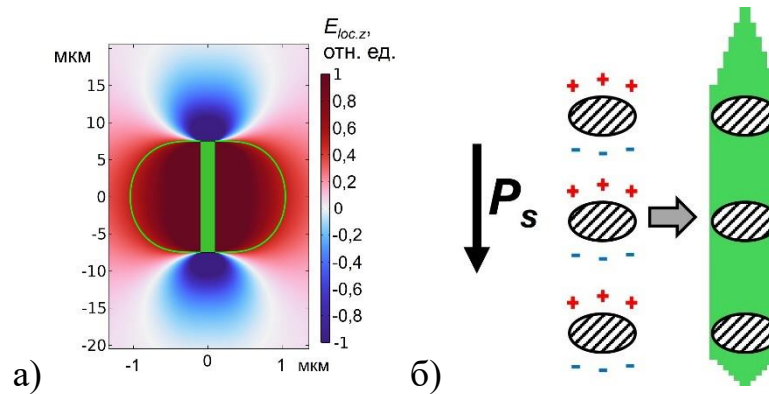 мкм
E_loc.z,
отн. ед.
15
10
5
0
-5
-10
-15
-20
-1 0 1 мкм
1
0,8
0,6
0,4
0,2
0
-0,2
-0,4
-0,6
-0,8
-1
а)
P_s
+ + +
- - -
+ + +
- - -
+ + +
- - -
б)